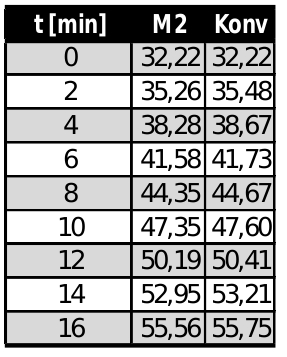 t [min] M2 Konv
0 32,22 32,22
2 35,26 35,48
4 38,28 38,67
6 41,58 41,73
8 44,35 44,67
10 47,35 47,60
12 50,19 50,41
14 52,95 53,21
16 55,56 55,75